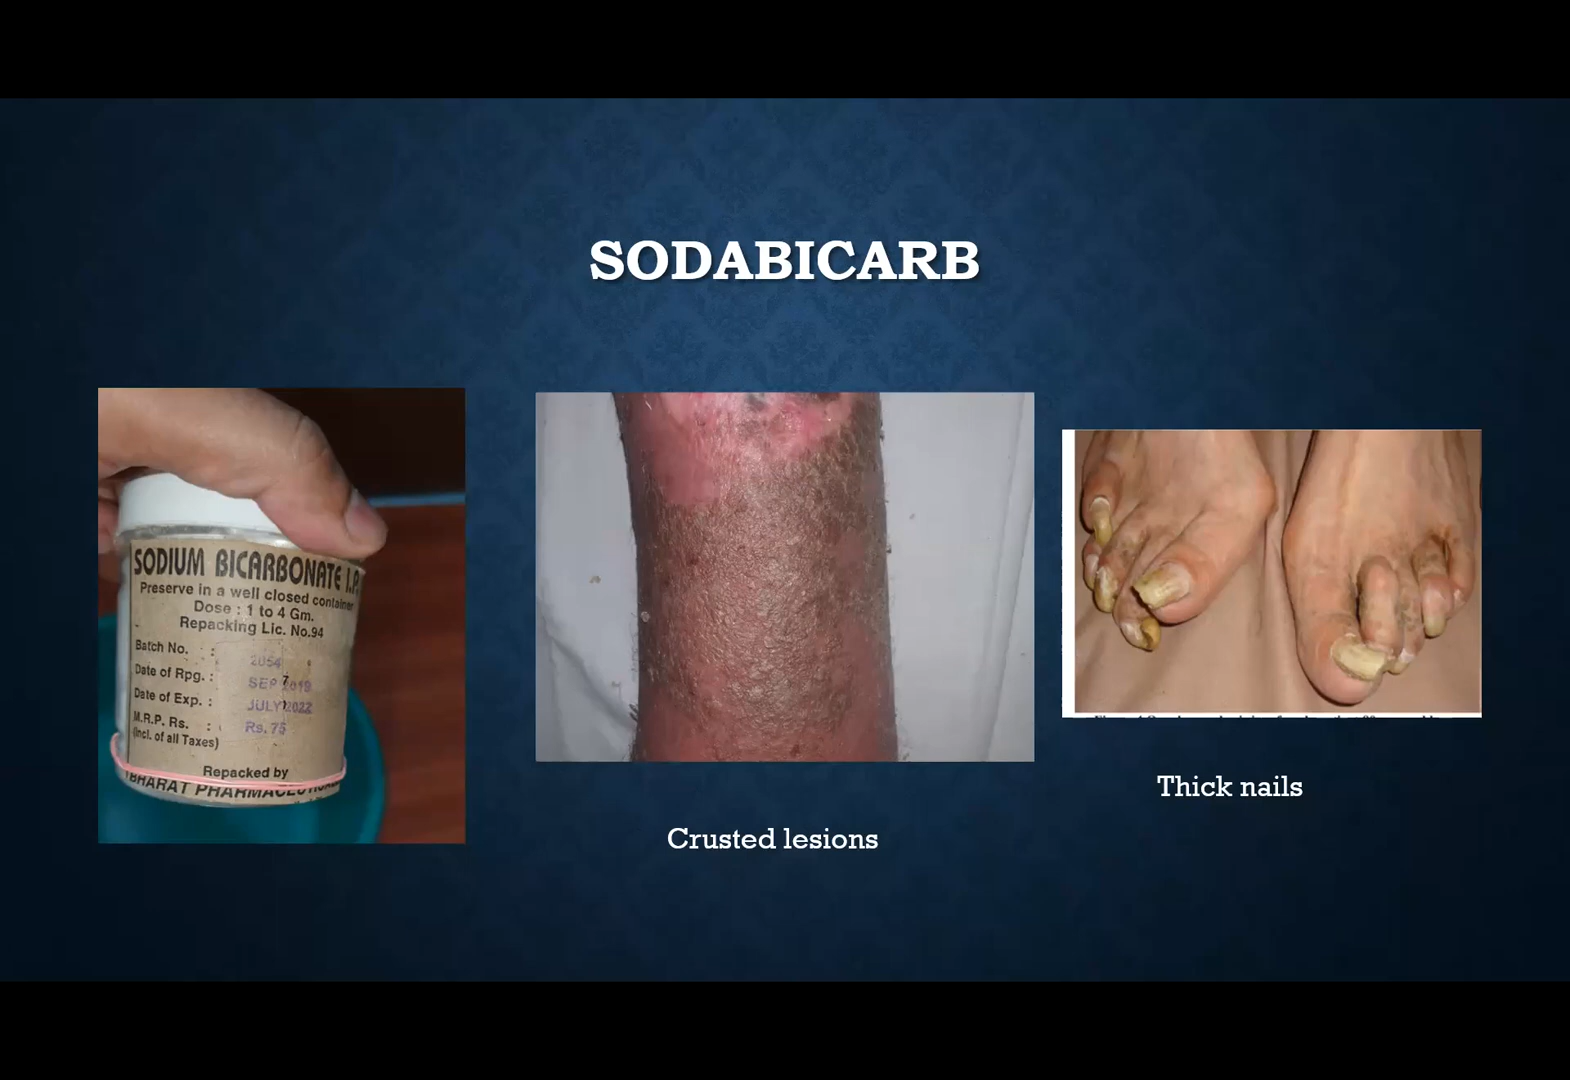 SODABICARB
SODIUM BICARBONATE I.P.
Preserve in a well closed container
Dose : 1 to 4 Gm.
Repacking Lic. No.94
Batch No. : 2054
Date of Rpg. : SEP 2019
Date of Exp. : JULY 2022
M.R.P. Rs. : Rs. 75
(Incl. of all Taxes)
Repacked by
BHARAT PHARMACEUTICAL
Crusted lesions
Thick nails